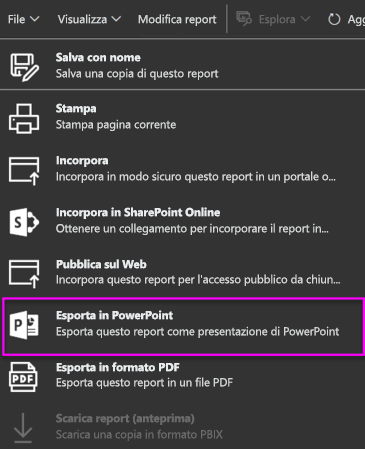 File Visualizza Modifica report Esplora Agg
Salva con nome
Salva una copia di questo report
Stampa
Stampa pagina corrente
Incorpora
Incorpora in modo sicuro questo report in un portale o...
Incorpora in SharePoint Online
Ottenere un collegamento per incorporare il report in...
Pubblica sul Web
Incorpora questo report per l'accesso pubblico da chiun...
Esporta in PowerPoint
Esporta questo report come presentazione di PowerPoint
Esporta in formato PDF
Esporta questo report in un file PDF
Scarica report (anteprima)
Scarica una copia in formato PBIX